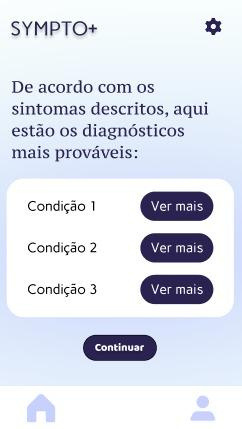 SYMPTO+
De acordo com os
sintomas descritos, aqui
estão os diagnósticos
mais prováveis:
Condição 1 Ver mais
Condição 2 Ver mais
Condição 3 Ver mais
Continuar